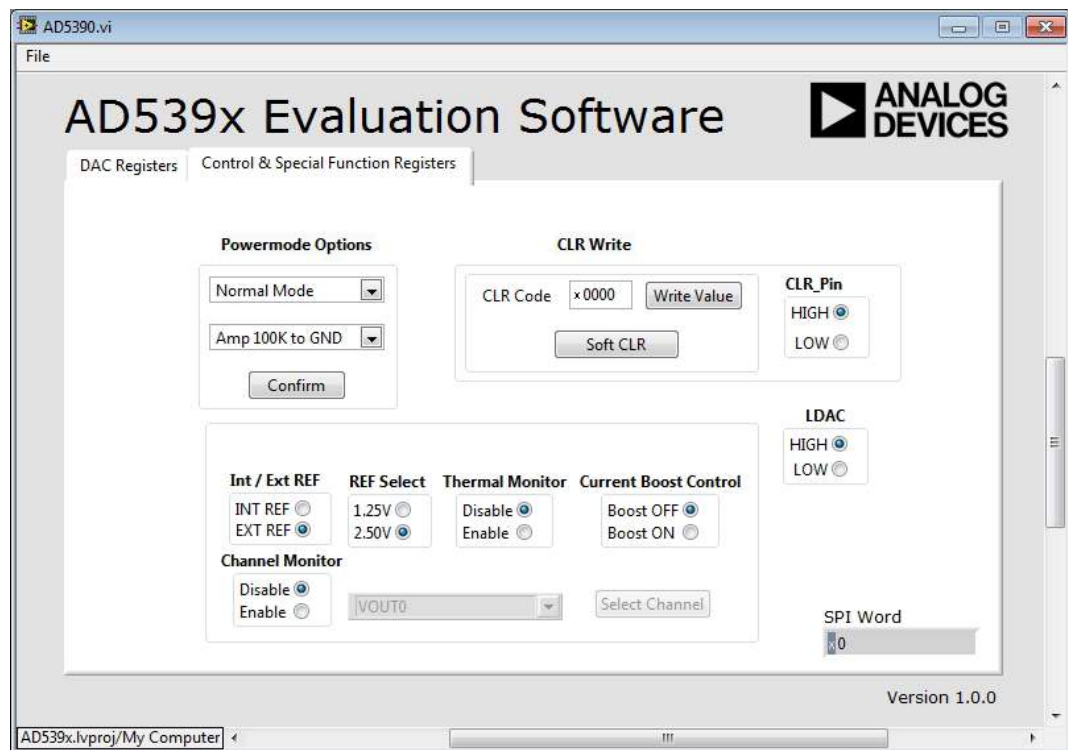 AD5390.vi
File
AD539x Evaluation Software
ANALOG
DEVICES
DAC Registers
Control & Special Function Registers
Powermode Options
Normal Mode
Amp 100K to GND
Confirm
CLR Write
CLR Code x 0000 Write Value
Soft CLR
CLR_Pin
HIGH
LOW
LDAC
HIGH
LOW
Int / Ext REF
INT REF
EXT REF
REF Select
1.25V
2.50V
Thermal Monitor
Disable
Enable
Current Boost Control
Boost OFF
Boost ON
Channel Monitor
Disable
Enable
VOUT0
Select Channel
SPI Word
x 0
Version 1.0.0
AD539x.lvproj/My Computer